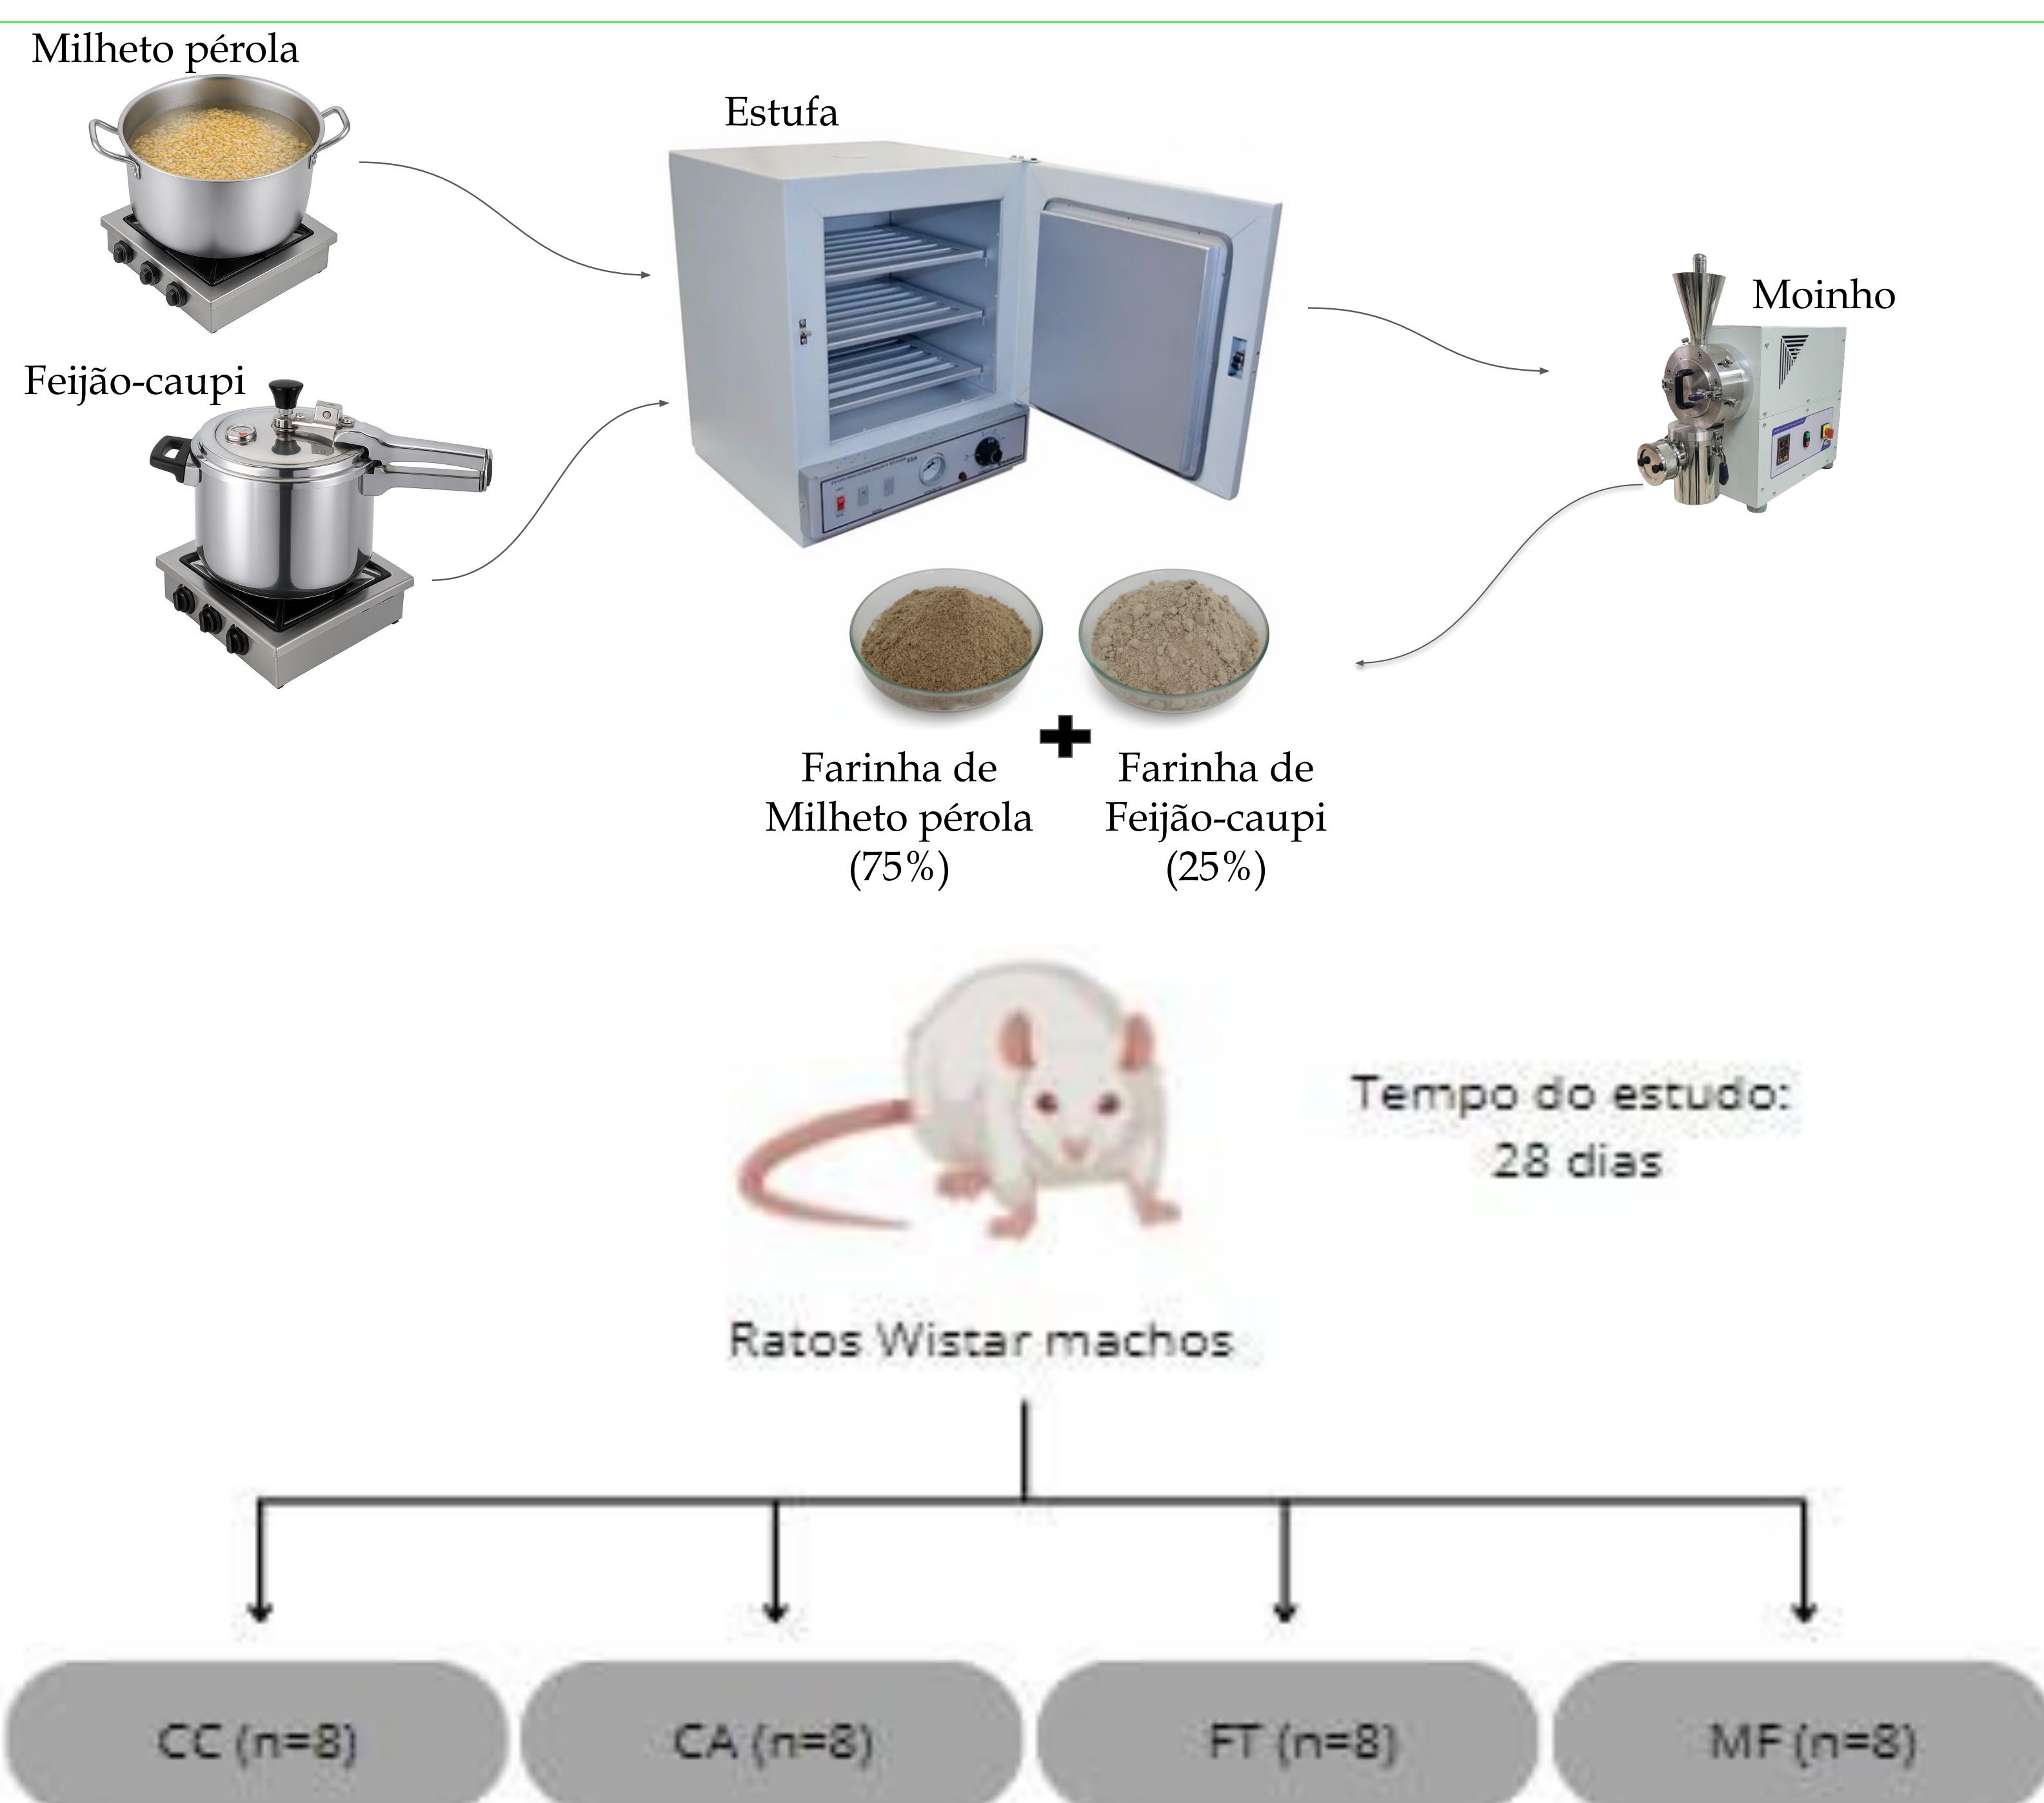 Milheto pérola
Estufa
Moinho
Feijão-caupi
Farinha de
Milheto pérola
(75%)
Farinha de
Feijão-caupi
(25%)
Tempo do estudo:
28 dias
Ratos Wistar machos
CC (n=8)
CA (n=8)
FT (n=8)
MF (n=8)